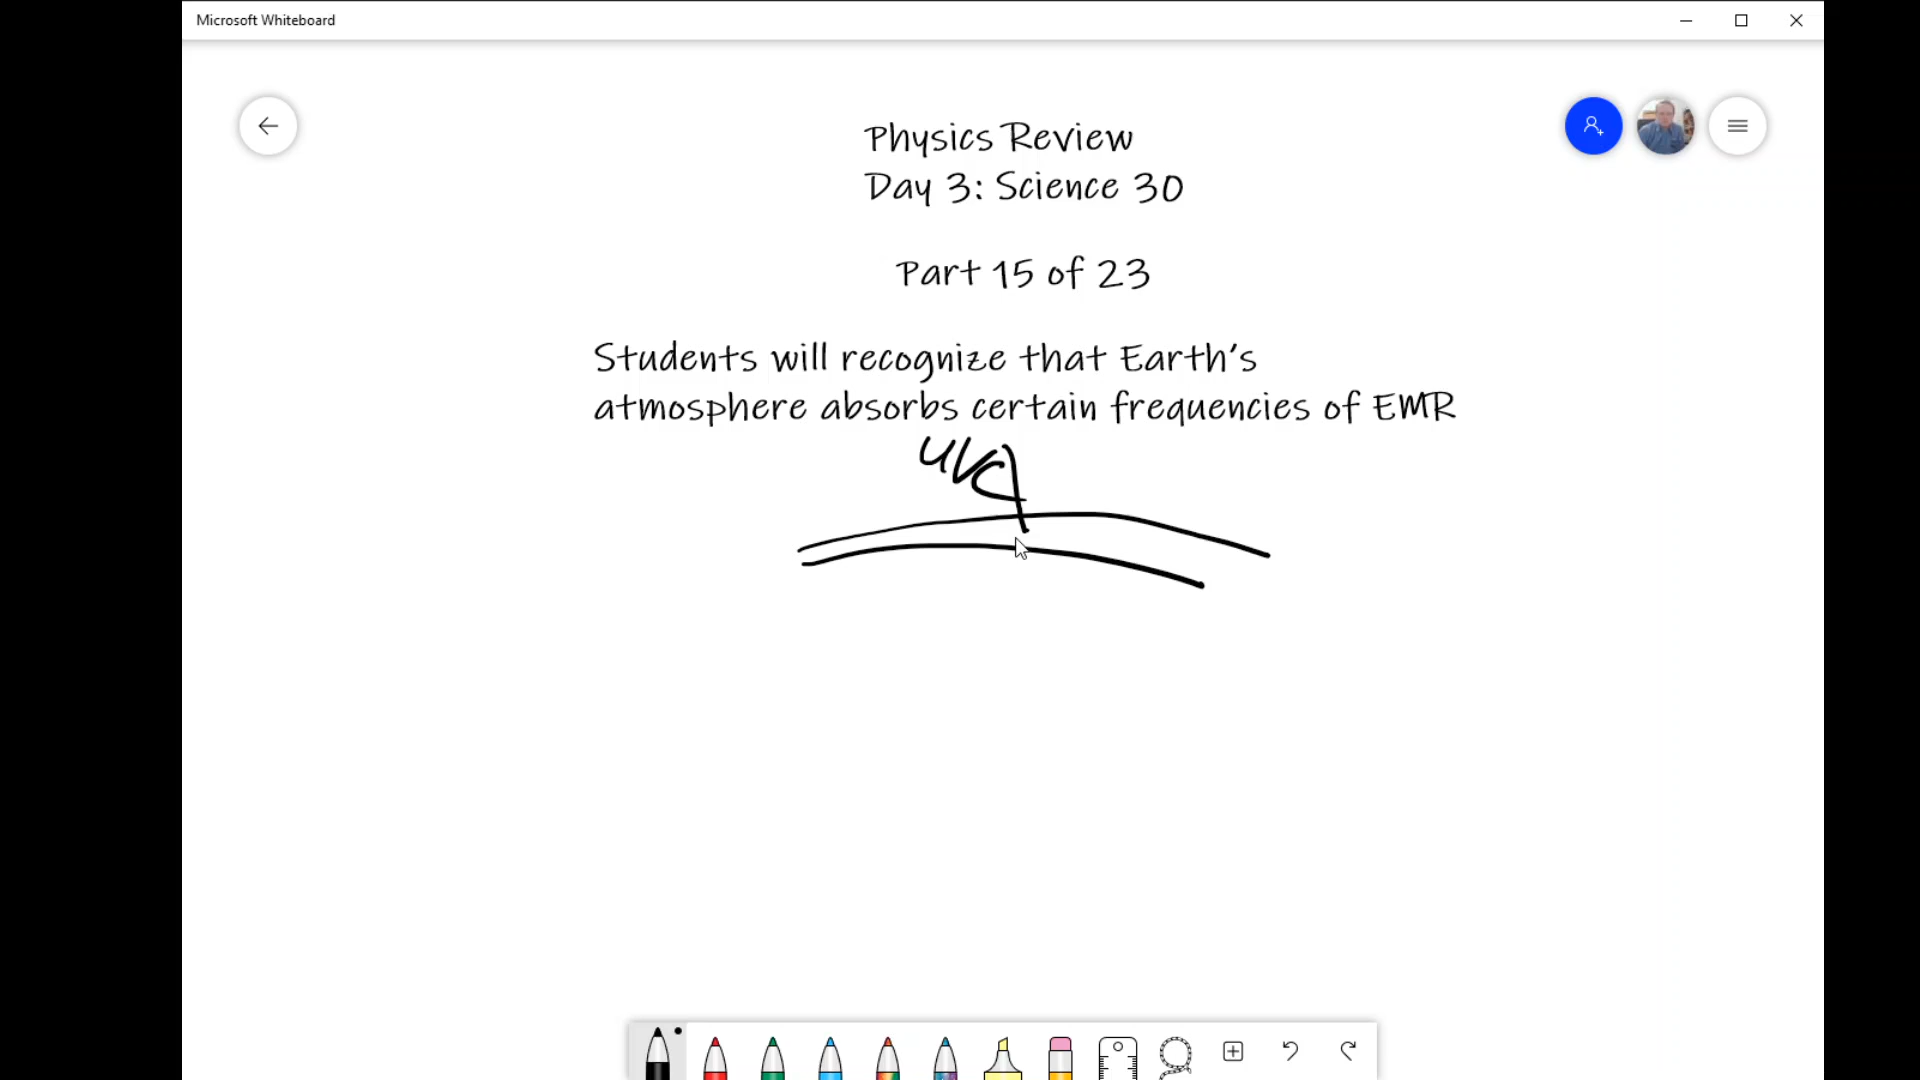 Microsoft Whiteboard
Physics Review
Day 3: Science 30
Part 15 of 23
Students will recognize that Earth's
atmosphere absorbs certain frequencies of EMR
UVC